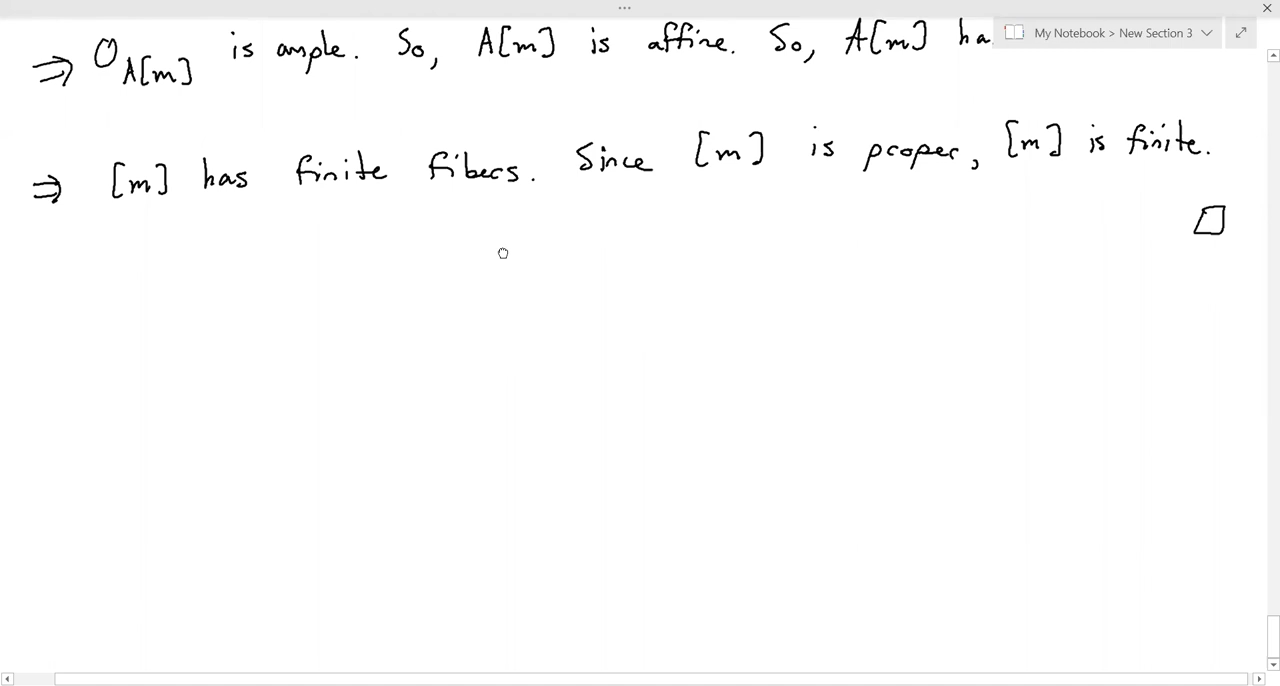 ⇒ O_{A[m]} is ample. So, A[m] is affine. So, A[m] ha
My Notebook > New Section 3
⇒ [m] has finite fibers. Since [m] is proper, [m] is finite.
□